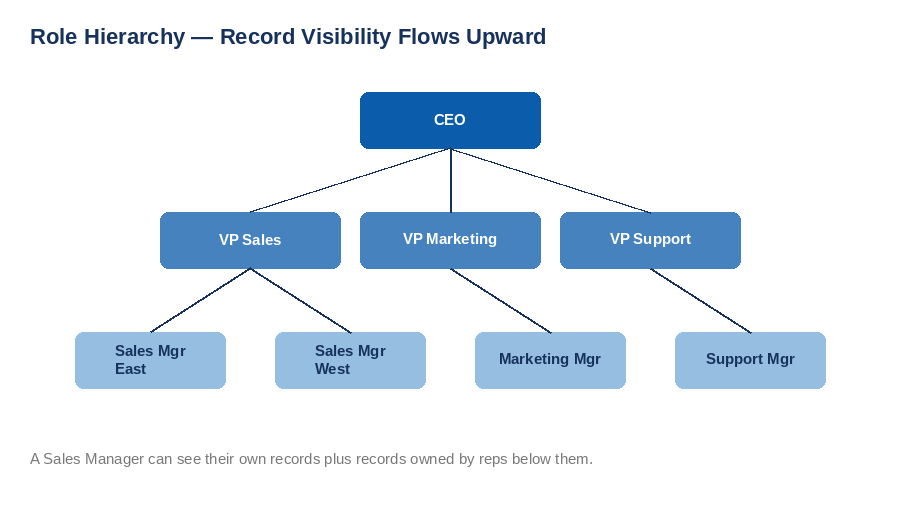 Role Hierarchy — Record Visibility Flows Upward
CEO
VP Sales
VP Marketing
VP Support
Sales Mgr
East
Sales Mgr
West
Marketing Mgr
Support Mgr
A Sales Manager can see their own records plus records owned by reps below them.